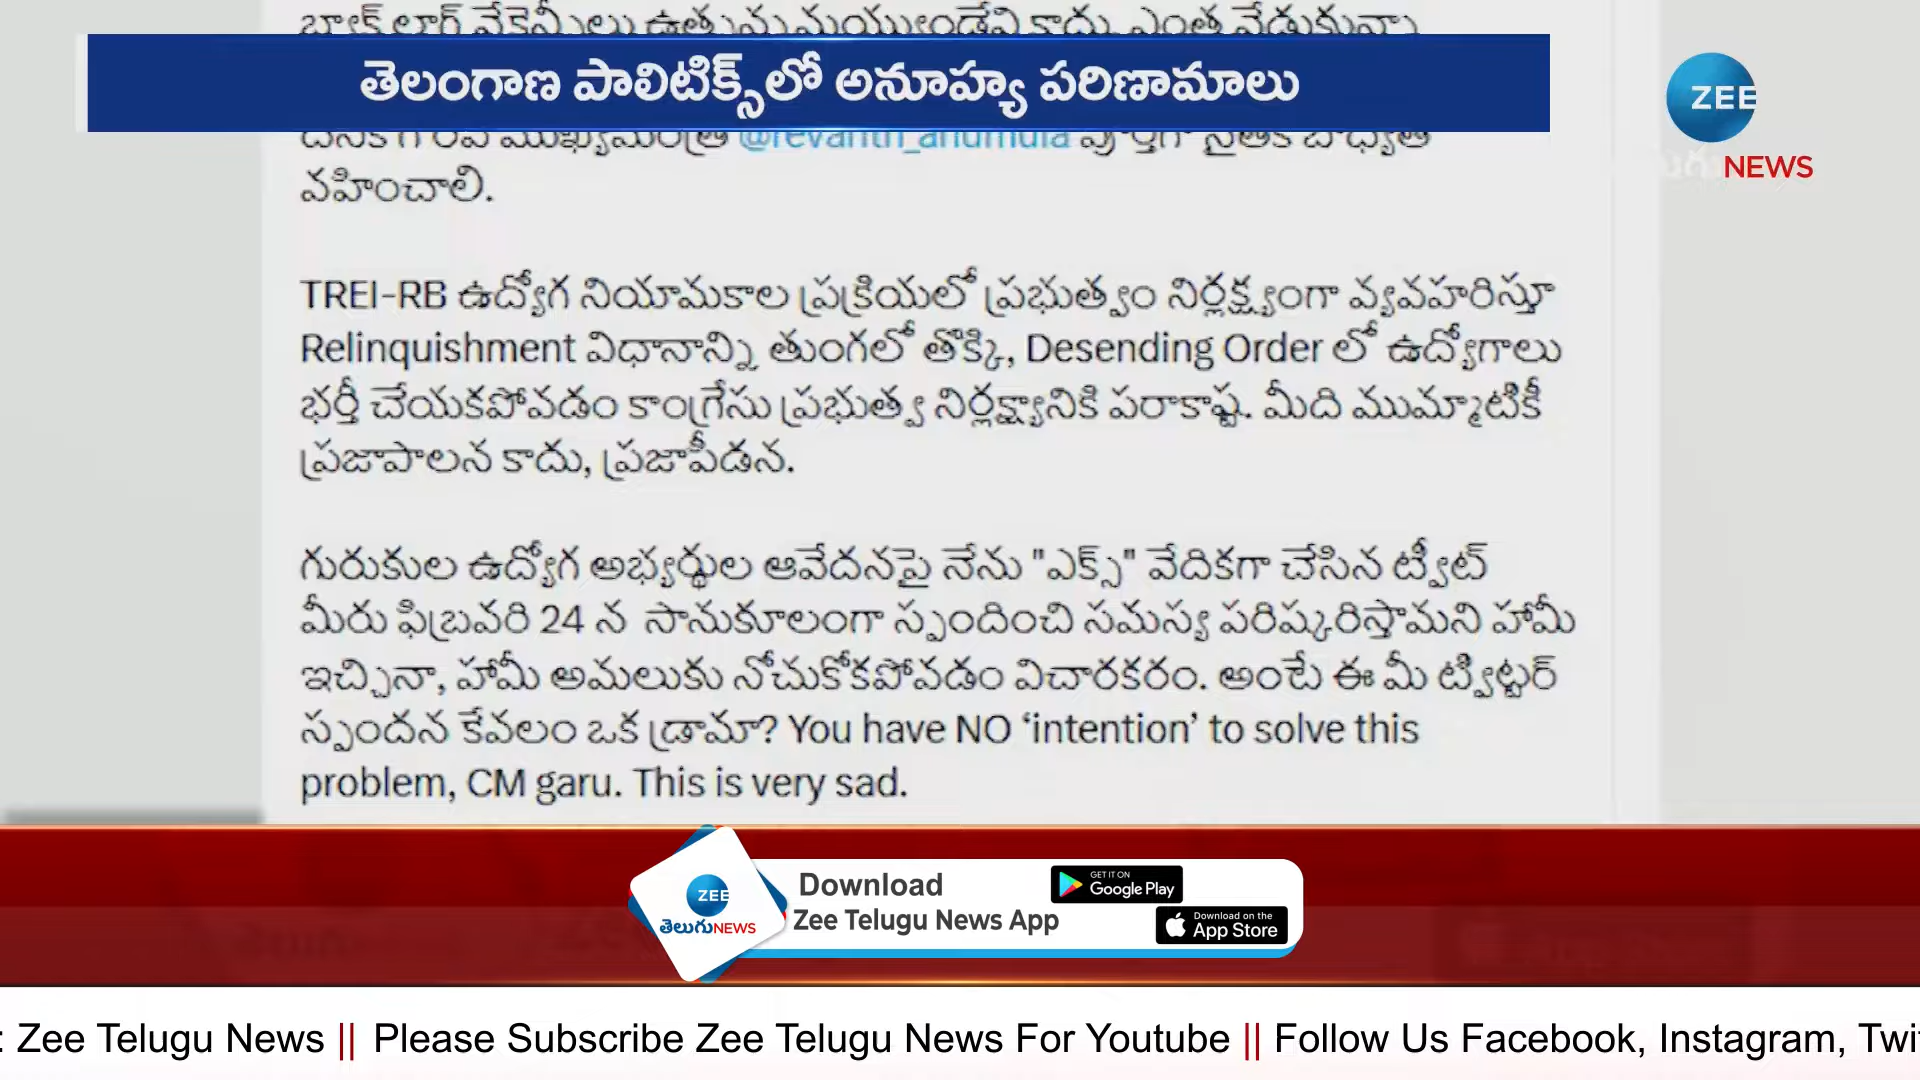 బ్యాక్ లాగ్ వేకెన్సీలు ఉత్పన్నమయ్యుండేవి కాదు. ఎంత వేడుకున్నా
తెలంగాణ పాలిటిక్స్‌లో అనూహ్య పరిణామాలు
ZEE
NEWS
@revanth_anumula పూర్తిగా నైతిక బాధ్యత
వహించాలి.
TREI-RB ఉద్యోగ నియామకాల ప్రక్రియలో ప్రభుత్వం నిర్లక్ష్యంగా వ్యవహరిస్తూ
Relinquishment విధానాన్ని తుంగలో తొక్కి, Desending Order లో ఉద్యోగాలు
భర్తీ చేయకపోవడం కాంగ్రేసు ప్రభుత్వ నిర్లక్ష్యానికి పరాకాష్ట. మీది ముమ్మాటికీ
ప్రజాపాలన కాదు, ప్రజాపీడన.
గురుకుల ఉద్యోగ అభ్యర్థుల ఆవేదనపై నేను "ఎక్స్" వేదికగా చేసిన ట్వీట్
మీరు ఫిబ్రవరి 24 న సానుకూలంగా స్పందించి సమస్య పరిష్కరిస్తామని హామీ
ఇచ్చినా, హామీ అమలుకు నోచుకోకపోవడం విచారకరం. అంటే ఈ మీ ట్విట్టర్
స్పందన కేవలం ఒక డ్రామా? You have NO ‘intention’ to solve this
problem, CM garu. This is very sad.
ZEE
తెలుగు NEWS
Download
Zee Telugu News App
GET IT ON
Google Play
Download on the
App Store
: Zee Telugu News || Please Subscribe Zee Telugu News For Youtube || Follow Us Facebook, Instagram, Twi